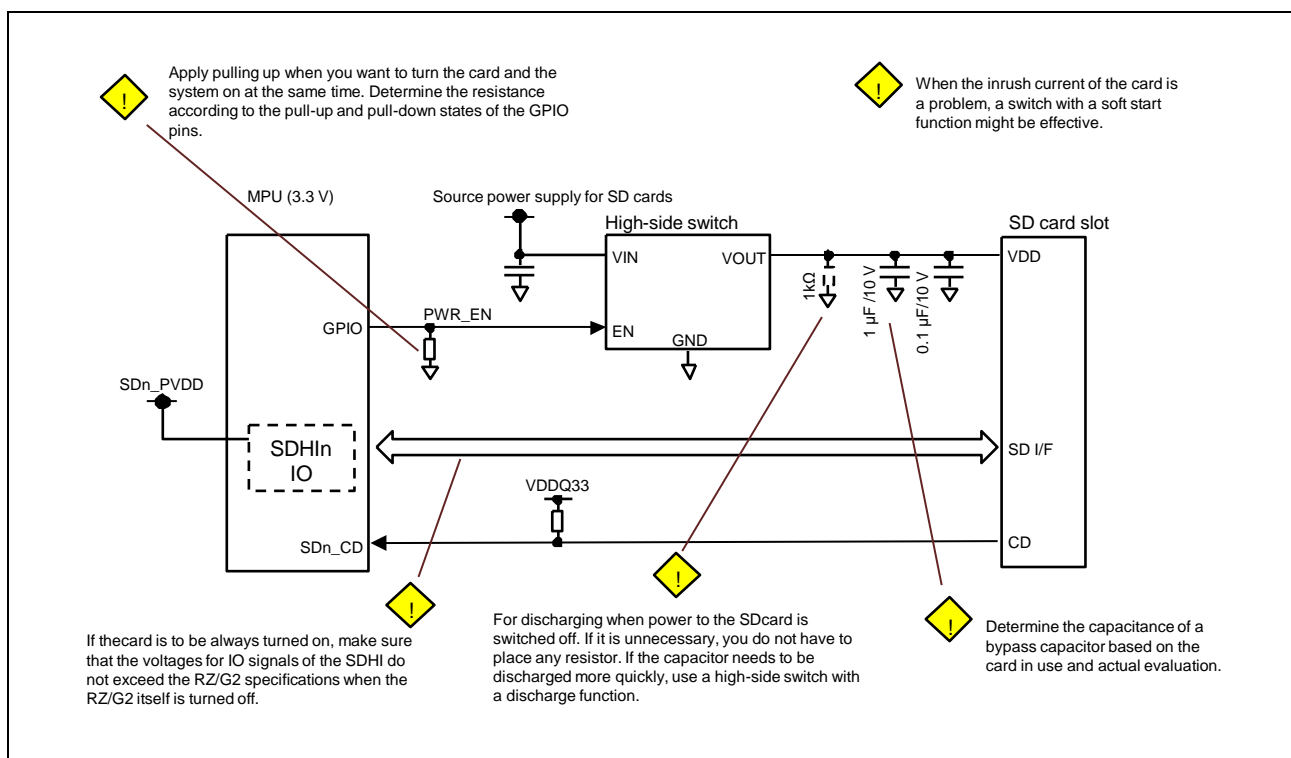 Apply pulling up when you want to turn the card and the
system on at the same time. Determine the resistance
according to the pull-up and pull-down states of the GPIO
pins.
!
When the inrush current of the card is
a problem, a switch with a soft start
function might be effective.
!
MPU (3.3 V)
Source power supply for SD cards
High-side switch
SD card slot
VIN
VOUT
VDD
1kΩ
1 µF /10 V
0.1 µF/10 V
PWR_EN
GPIO
EN
GND
SDn_PVDD
SDHIn
IO
SD I/F
VDDQ33
SDn_CD
CD
!
!
!
If thecard is to be always turned on, make sure
that the voltages for IO signals of the SDHI do
not exceed the RZ/G2 specifications when the
RZ/G2 itself is turned off.
For discharging when power to the SDcard is
switched off. If it is unnecessary, you do not have to
place any resistor. If the capacitor needs to be
discharged more quickly, use a high-side switch with
a discharge function.
Determine the capacitance of a
bypass capacitor based on the
card in use and actual evaluation.